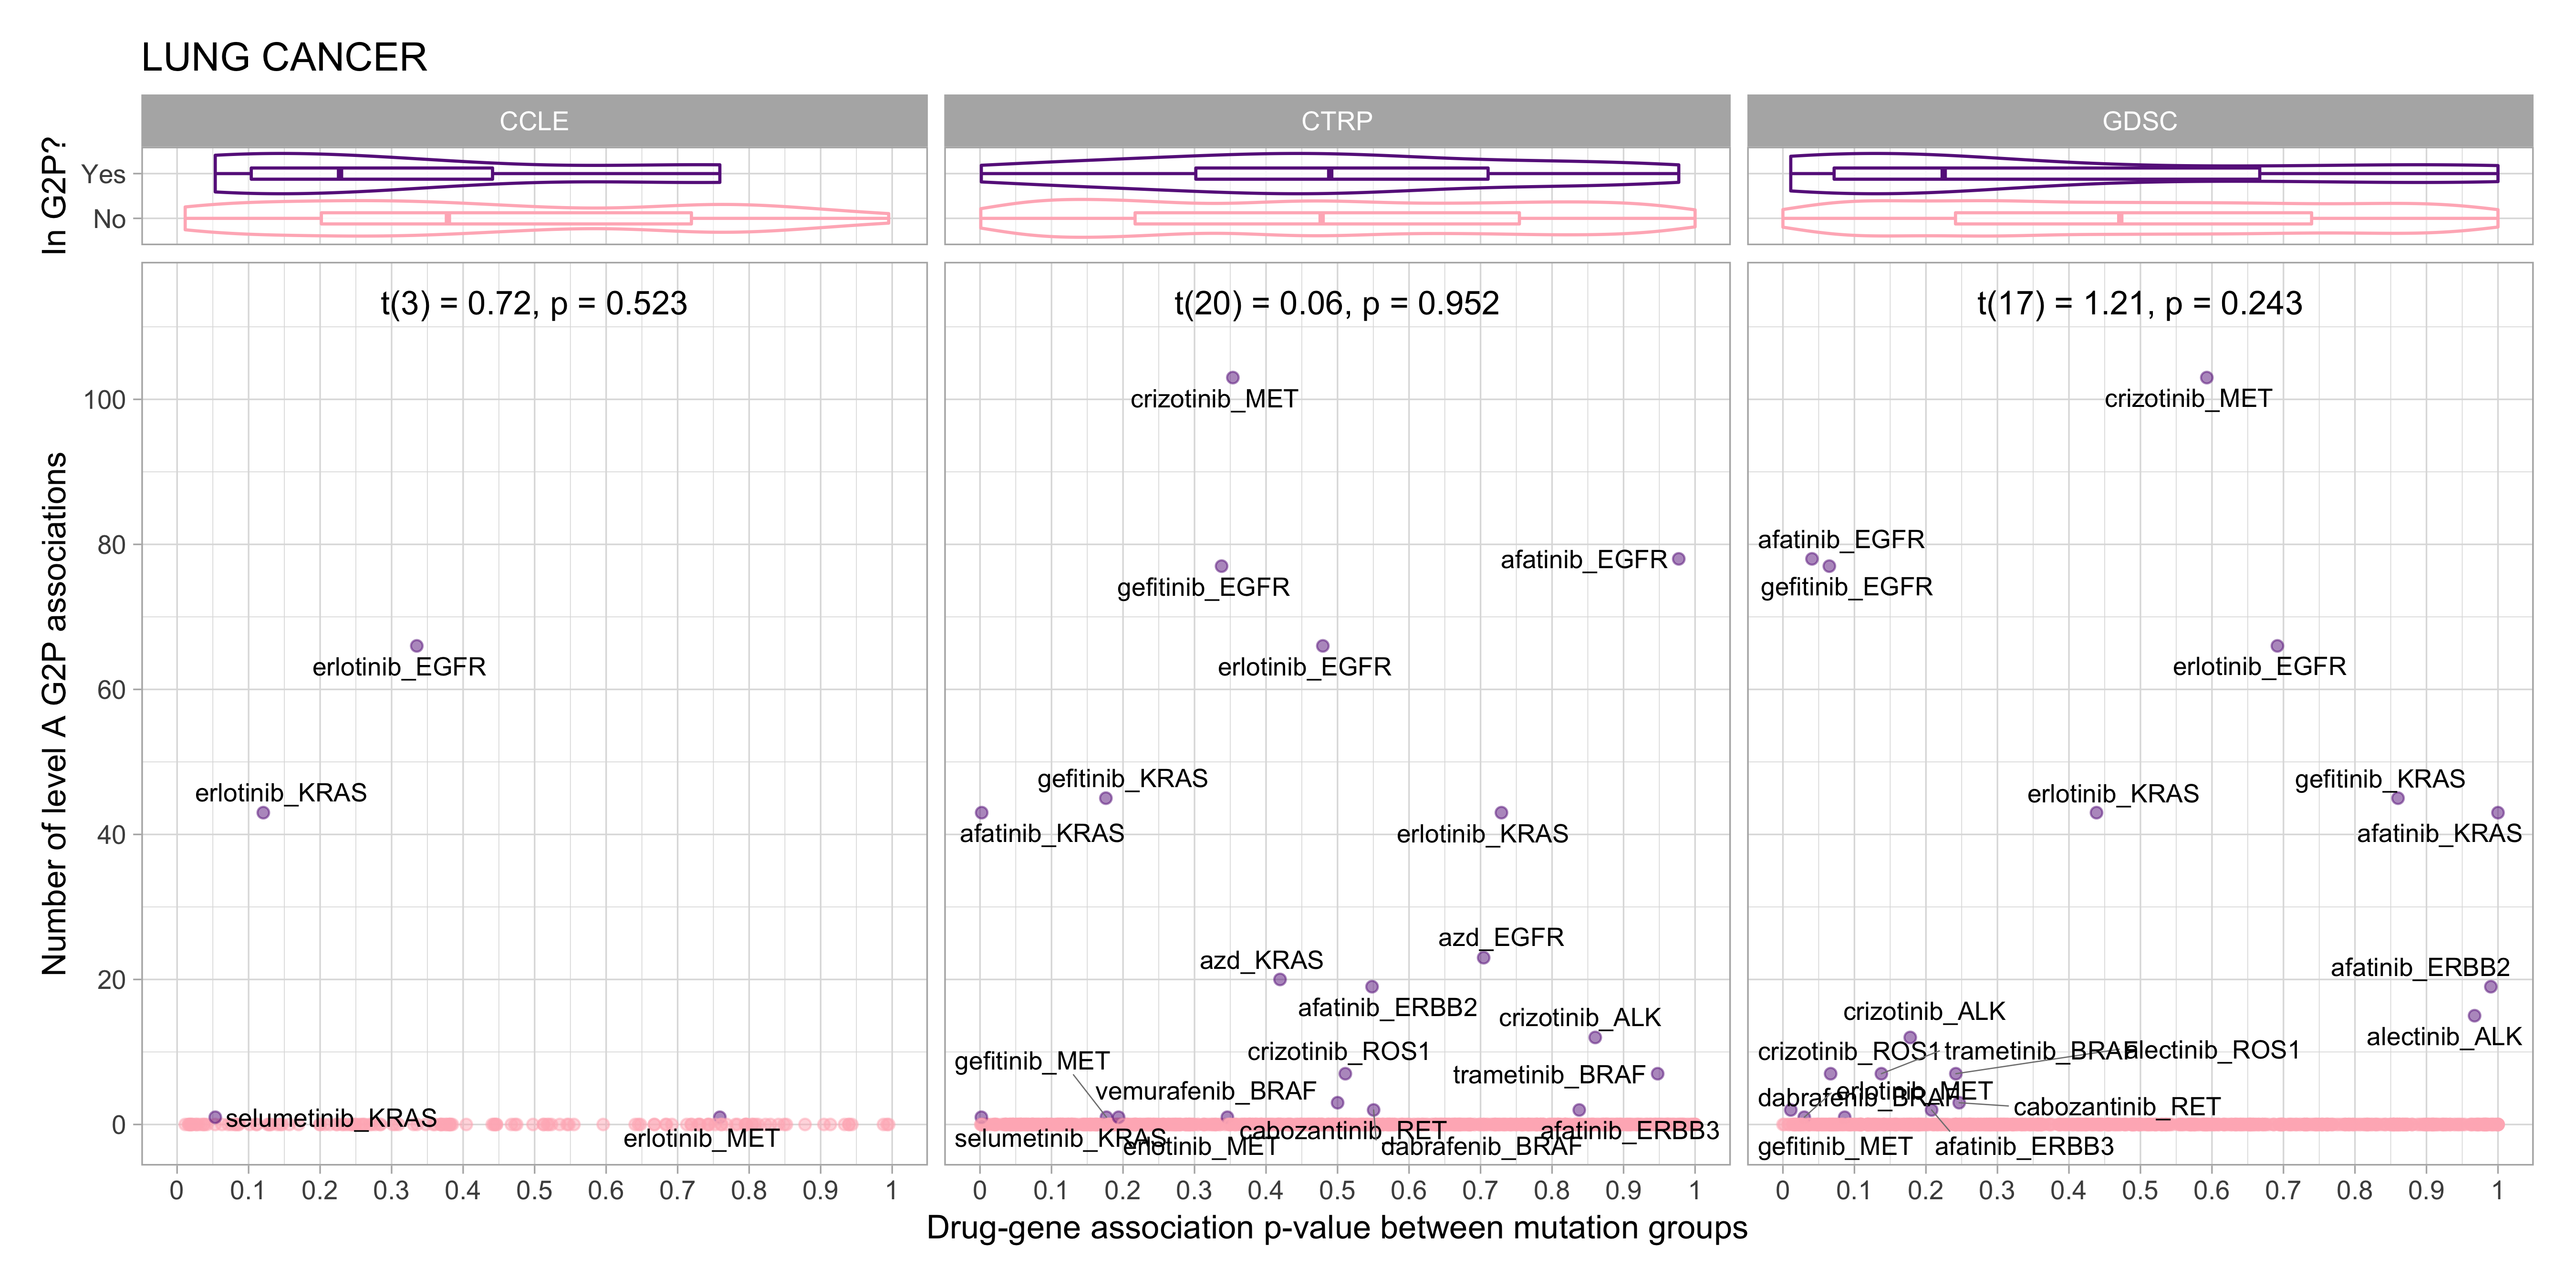 LUNG CANCER
CCLE
CTRP
GDSC
In G2P?
Yes
No
t(3) = 0.72, p = 0.523
t(20) = 0.06, p = 0.952
t(17) = 1.21, p = 0.243
Number of level A G2P associations
100
80
60
40
20
0
erlotinib_EGFR
erlotinib_KRAS
selumetinib_KRAS
erlotinib_MET
crizotinib_MET
afatinib_EGFR
gefitinib_EGFR
erlotinib_EGFR
gefitinib_KRAS
afatinib_KRAS
erlotinib_KRAS
azd_EGFR
azd_KRAS
afatinib_ERBB2
crizotinib_ALK
crizotinib_ROS1
gefitinib_MET
trametinib_BRAF
vemurafenib_BRAF
selumetinib_KRAS
erlotinib_MET
cabozantinib_RET
dabrafenib_BRAF
afatinib_ERBB3
crizotinib_MET
afatinib_EGFR
gefitinib_EGFR
erlotinib_EGFR
gefitinib_KRAS
erlotinib_KRAS
afatinib_KRAS
afatinib_ERBB2
crizotinib_ALK
alectinib_ALK
crizotinib_ROS1
trametinib_BRAF
alectinib_ROS1
erlotinib_MET
dabrafenib_BRAF
cabozantinib_RET
gefitinib_MET
afatinib_ERBB3
0 0.1 0.2 0.3 0.4 0.5 0.6 0.7 0.8 0.9 1
0 0.1 0.2 0.3 0.4 0.5 0.6 0.7 0.8 0.9 1
0 0.1 0.2 0.3 0.4 0.5 0.6 0.7 0.8 0.9 1
Drug-gene association p-value between mutation groups